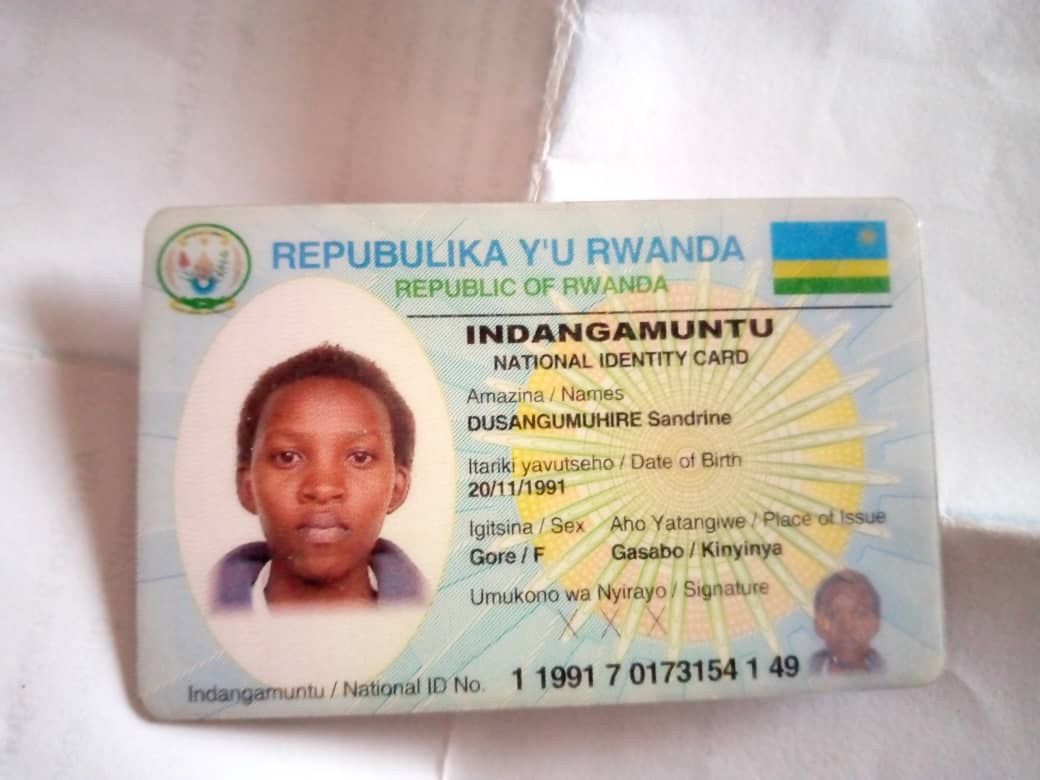 REPUBULIKA Y'U RWANDA
REPUBLIC OF RWANDA
INDANGAMUNTU
NATIONAL IDENTITY CARD
Amazina / Names
DUSANGUMUHIRE Sandrine
Itariki yavutseho / Date of Birth
20/11/1991
Igitsina / Sex Aho Yatangiwe / Place of Issue
Gore / F Gasabo / Kinyinya
Umukono wa Nyirayo / Signature
X X X
Indangamuntu / National ID No. 1 1991 7 0173154 1 49